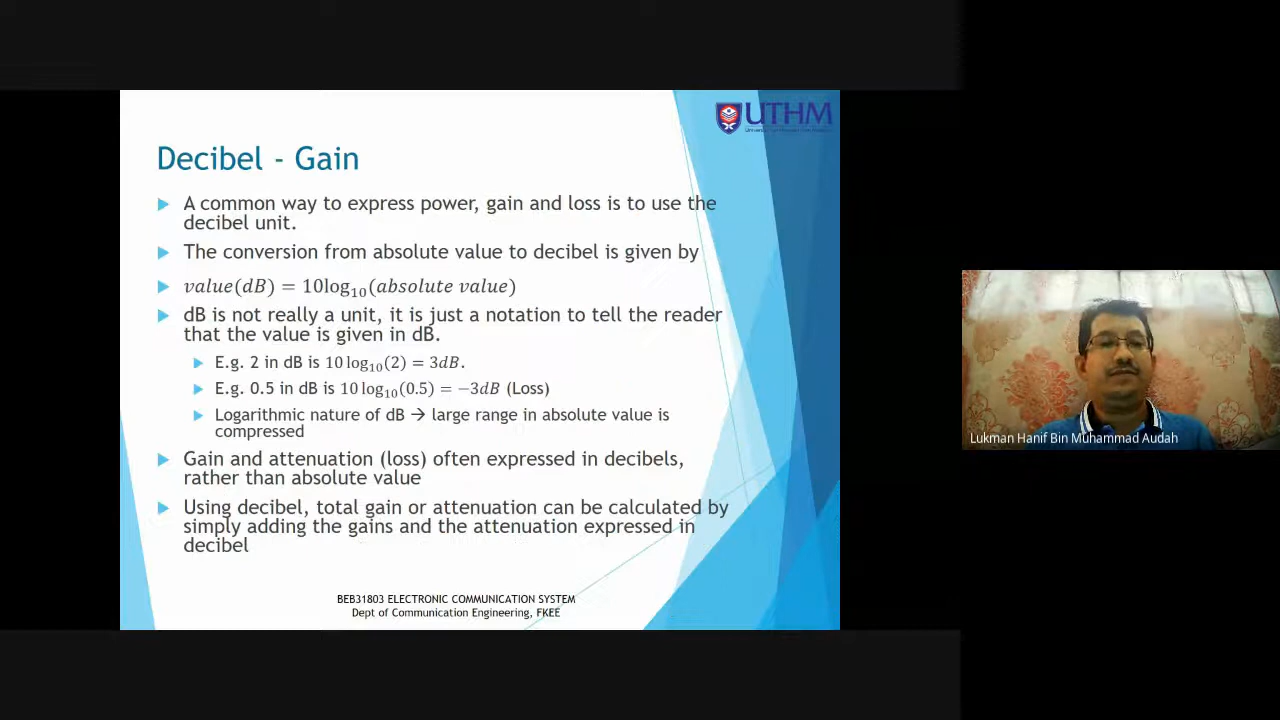 UTHM
Decibel - Gain
A common way to express power, gain and loss is to use the
decibel unit.
The conversion from absolute value to decibel is given by
value(dB) = 10log₁₀(absolute value)
dB is not really a unit, it is just a notation to tell the reader
that the value is given in dB.
E.g. 2 in dB is 10 log₁₀(2) = 3dB.
E.g. 0.5 in dB is 10 log₁₀(0.5) = −3dB (Loss)
Logarithmic nature of dB → large range in absolute value is
compressed
Gain and attenuation (loss) often expressed in decibels,
rather than absolute value
Using decibel, total gain or attenuation can be calculated by
simply adding the gains and the attenuation expressed in
decibel
BEB31803 ELECTRONIC COMMUNICATION SYSTEM
Dept of Communication Engineering, FKEE
Lukman Hanif Bin Muhammad Audah